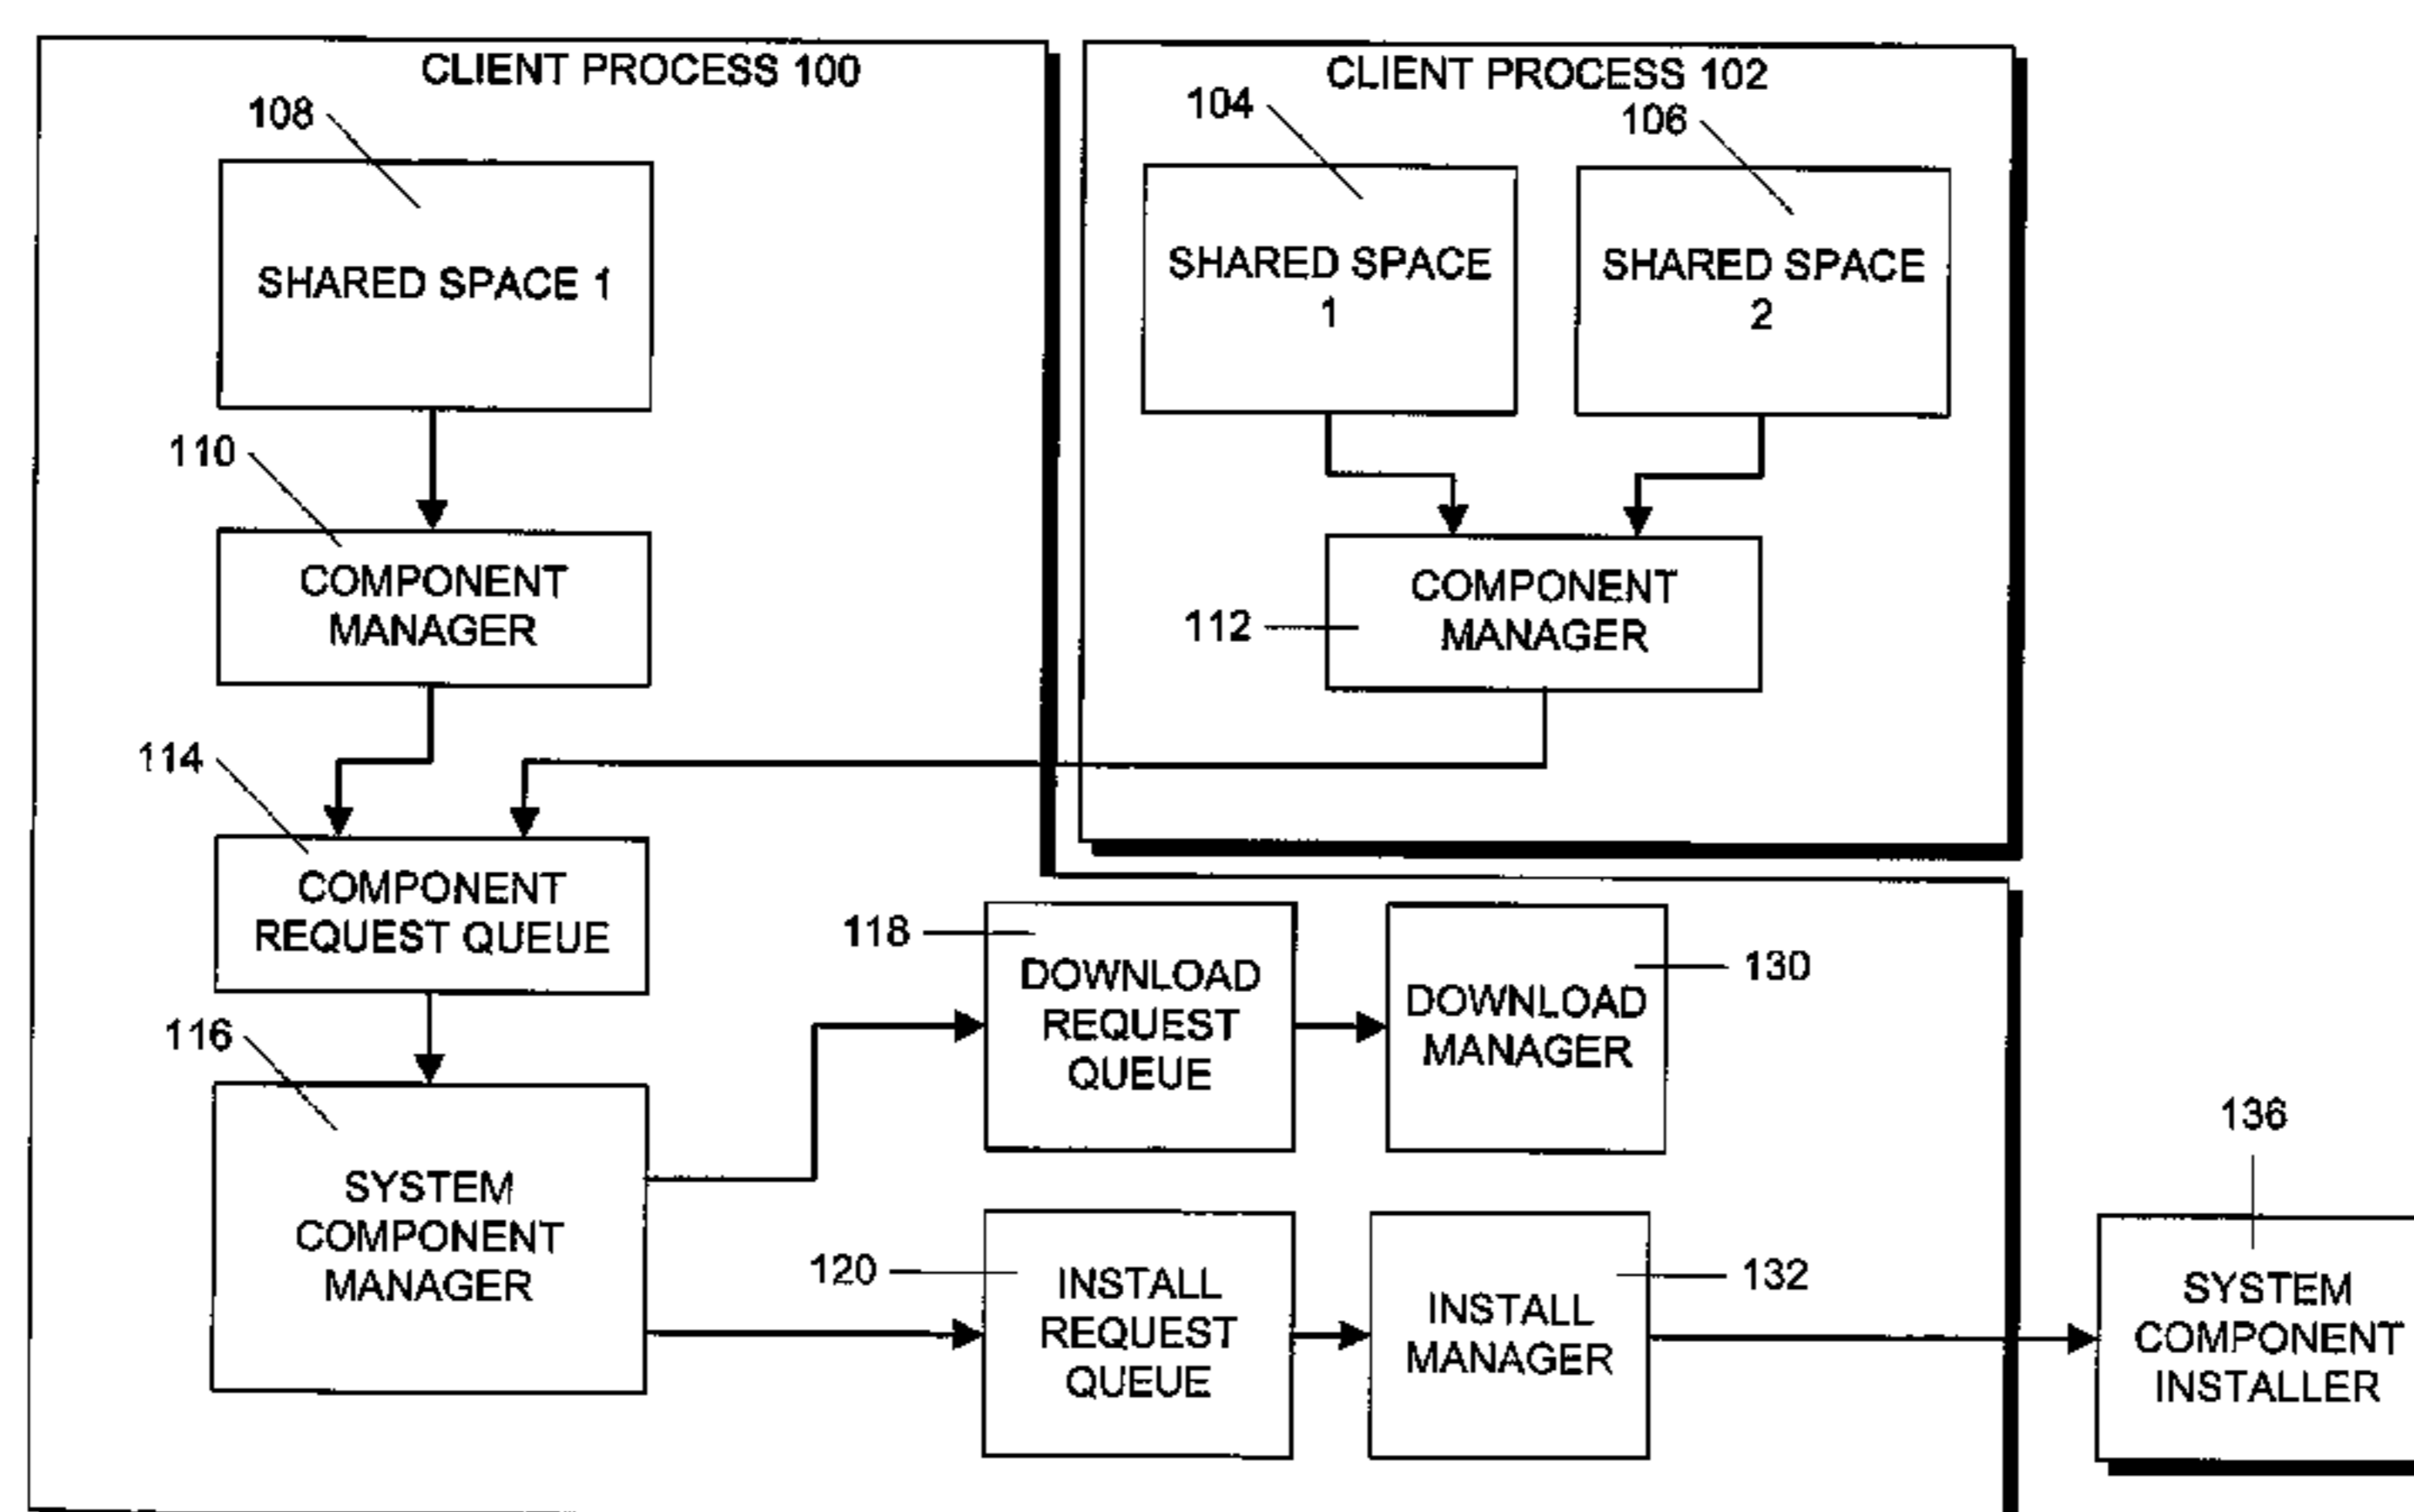 CLIENT PROCESS 100
108
SHARED SPACE 1
110
COMPONENT
MANAGER
114
COMPONENT
REQUEST QUEUE
116
SYSTEM
COMPONENT
MANAGER
CLIENT PROCESS 102
104
106
SHARED SPACE
1
SHARED SPACE
2
112
COMPONENT
MANAGER
118
DOWNLOAD
REQUEST
QUEUE
130
DOWNLOAD
MANAGER
120
INSTALL
REQUEST
QUEUE
132
INSTALL
MANAGER
136
SYSTEM
COMPONENT
INSTALLER